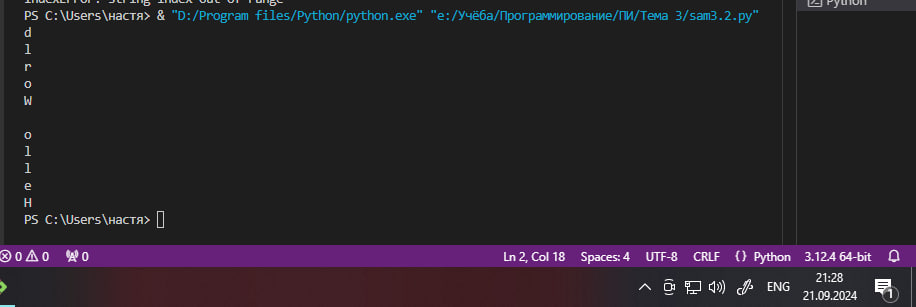 IndexError: string index out of range
PS C:\Users\настя> & "D:/Program files/Python/python.exe" "e:/Учёба/Программирование/ПИ/Тема 3/sam3.2.py"
d
l
r
o
W
o
l
l
e
H
PS C:\Users\настя>
Python
0 0 0 Ln 2, Col 18 Spaces: 4 UTF-8 CRLF {} Python 3.12.4 64-bit
ENG 21:28
21.09.2024 1